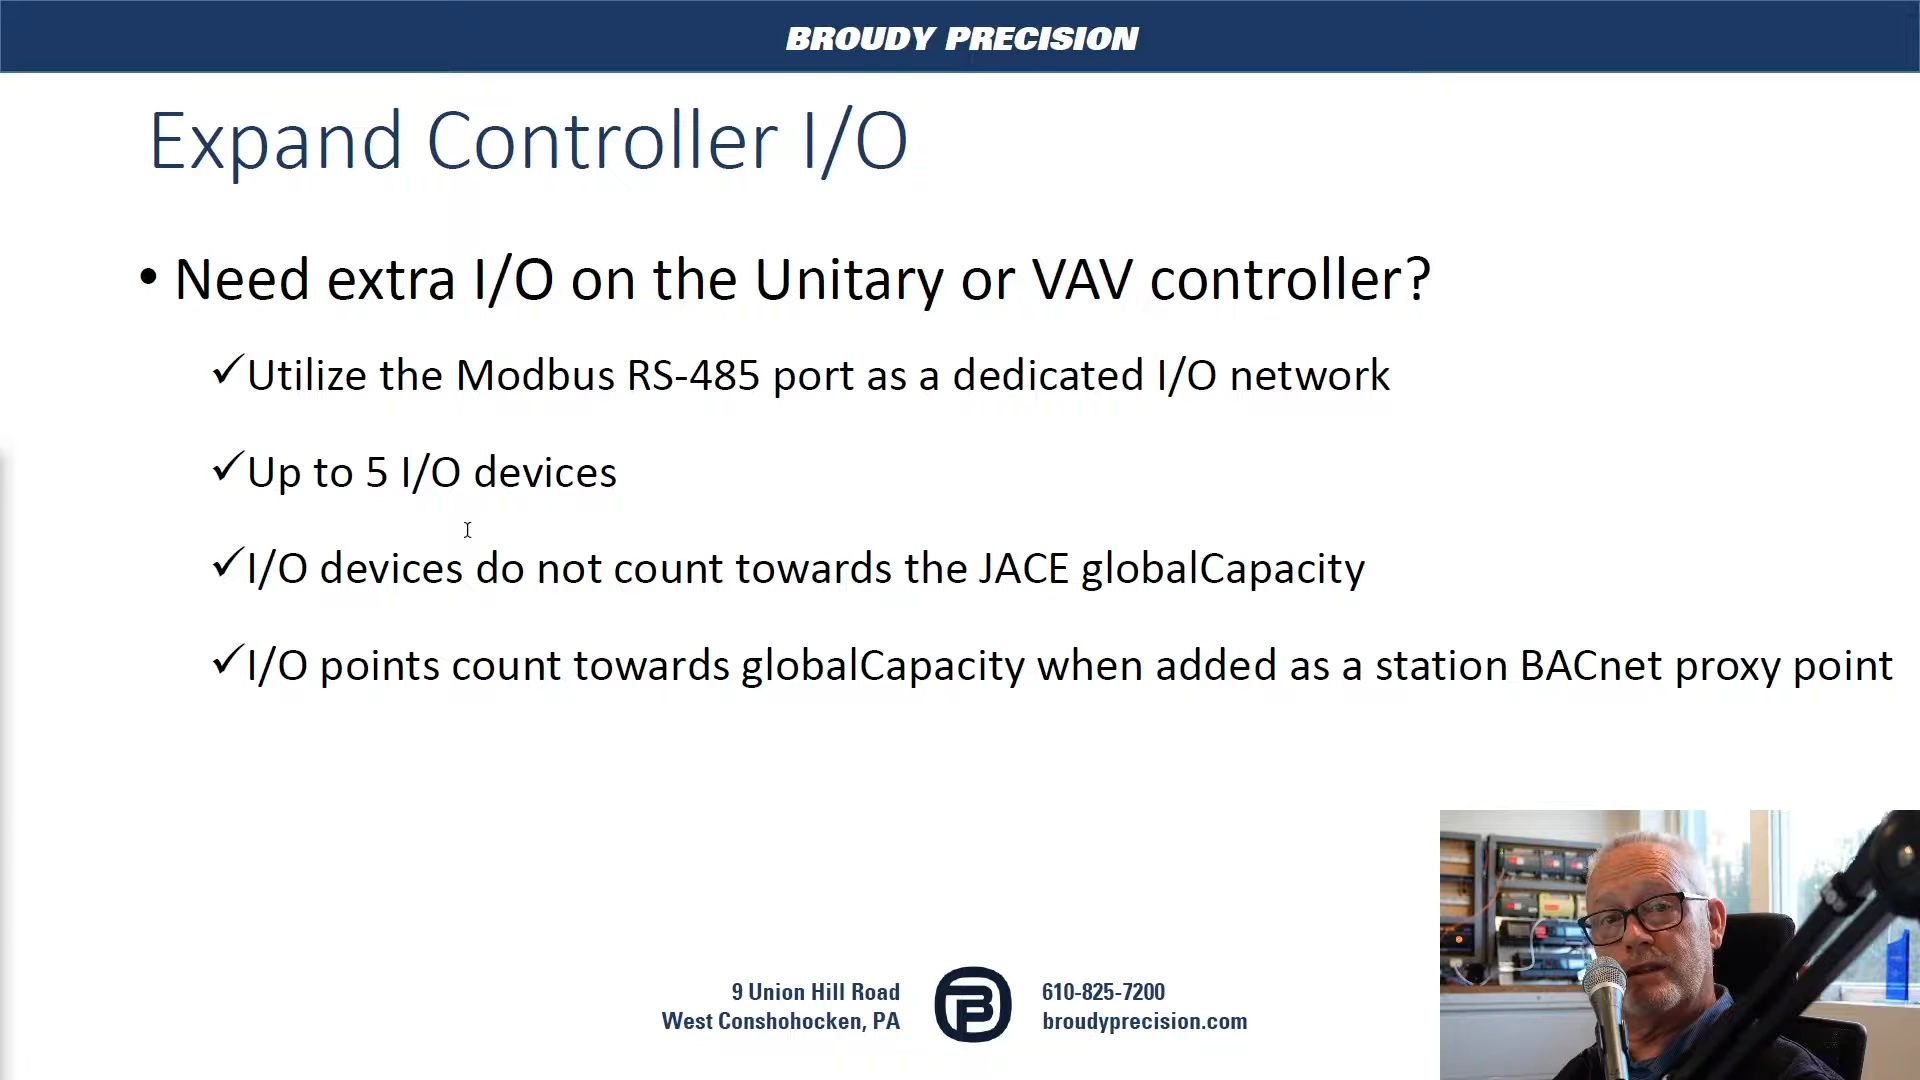 BROUDY PRECISION
Expand Controller I/O
• Need extra I/O on the Unitary or VAV controller?
✓Utilize the Modbus RS-485 port as a dedicated I/O network
✓Up to 5 I/O devices
✓I/O devices do not count towards the JACE globalCapacity
✓I/O points count towards globalCapacity when added as a station BACnet proxy point
9 Union Hill Road
West Conshohocken, PA
610-825-7200
broudyprecision.com